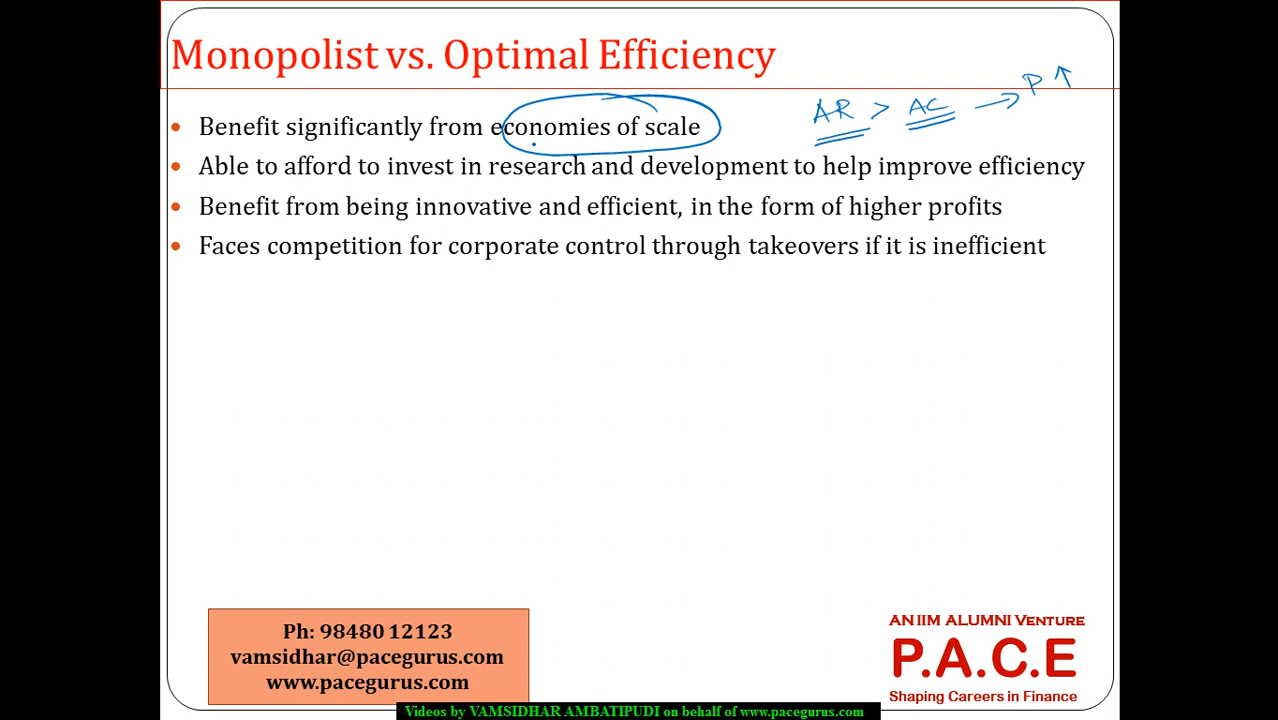 Monopolist vs. Optimal Efficiency
AR > AC → P ↑
• Benefit significantly from economies of scale
• Able to afford to invest in research and development to help improve efficiency
• Benefit from being innovative and efficient, in the form of higher profits
• Faces competition for corporate control through takeovers if it is inefficient
Ph: 98480 12123
vamsidhar@pacegurus.com
www.pacegurus.com
AN IIM ALUMNI VENTURE
P.A.C.E
Shaping Careers in Finance
Videos by VAMSIDHAR AMBATIPUDI on behalf of www.pacegurus.com